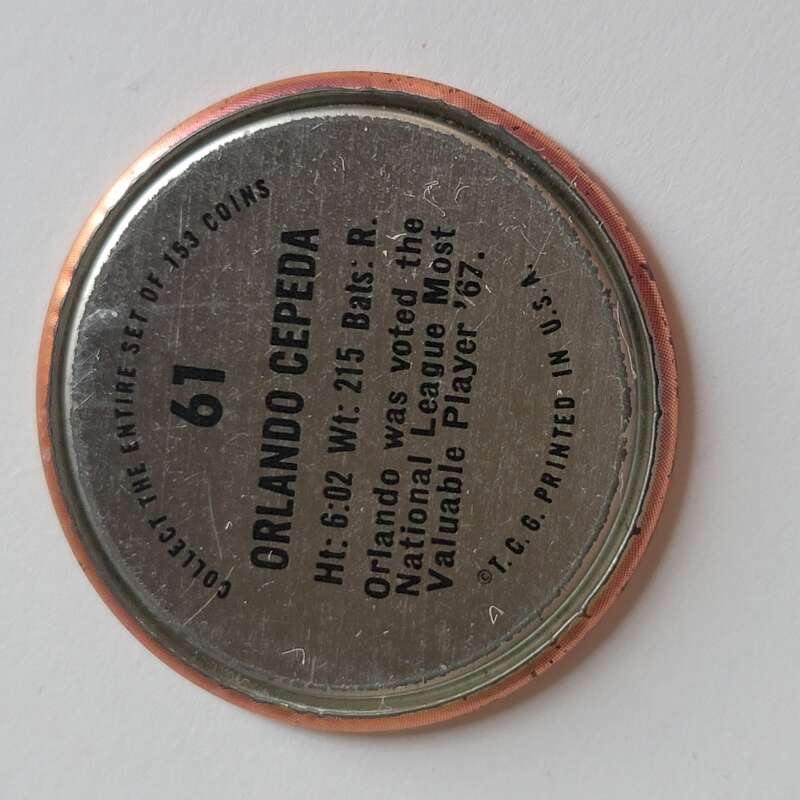 COLLECT THE ENTIRE SET OF 153 COINS
61
ORLANDO CEPEDA
Ht: 6:02 Wt: 215 Bats: R.
Orlando was voted the
National League Most
Valuable Player '67.
©T. C. G. PRINTED IN U.S.A.